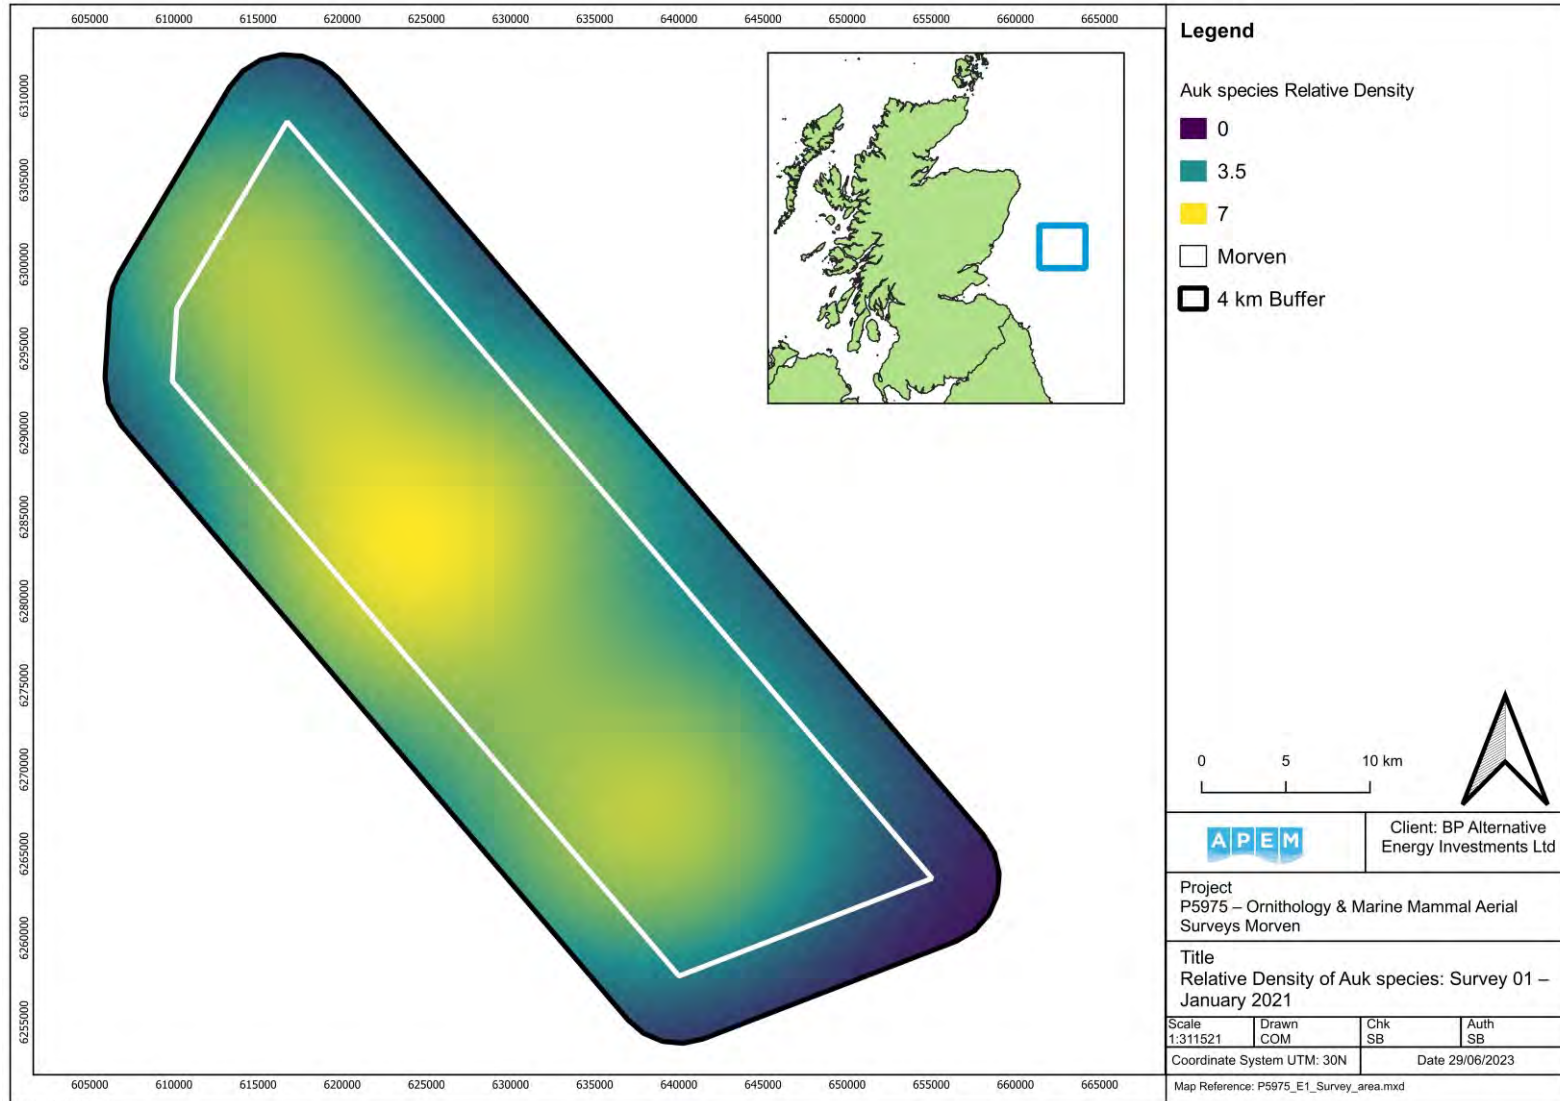 605000 610000 615000 620000 625000 630000 635000 640000 645000 650000 655000 660000 665000
6310000
6305000
6300000
6295000
6290000
6285000
6280000
6275000
6270000
6265000
6260000
6255000
605000 610000 615000 620000 625000 630000 635000 640000 645000 650000 655000 660000 665000
Legend
Auk species Relative Density
0
3.5
7
Morven
4 km Buffer
0 5 10 km
APEM
Client: BP Alternative
Energy Investments Ltd
Project
P5975 – Ornithology & Marine Mammal Aerial
Surveys Morven
Title
Relative Density of Auk species: Survey 01 –
January 2021
Scale Drawn Chk Auth
1:311521 COM SB SB
Coordinate System UTM: 30N Date 29/06/2023
Map Reference: P5975_E1_Survey_area.mxd